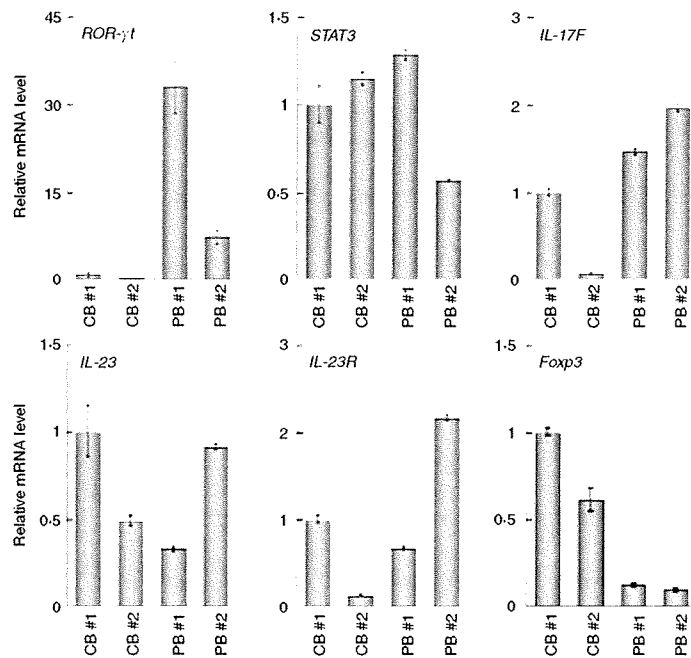 ROR-γt
STAT3
IL-17F
Relative mRNA level
45
30
15
0
1·5
1
0·5
0
3
2
1
0
CB #1
CB #2
PB #1
PB #2
CB #1
CB #2
PB #1
PB #2
CB #1
CB #2
PB #1
PB #2
IL-23
IL-23R
Foxp3
Relative mRNA level
1·5
1
0·5
0
3
2
1
0
1·5
1
0·5
0
CB #1
CB #2
PB #1
PB #2
CB #1
CB #2
PB #1
PB #2
CB #1
CB #2
PB #1
PB #2